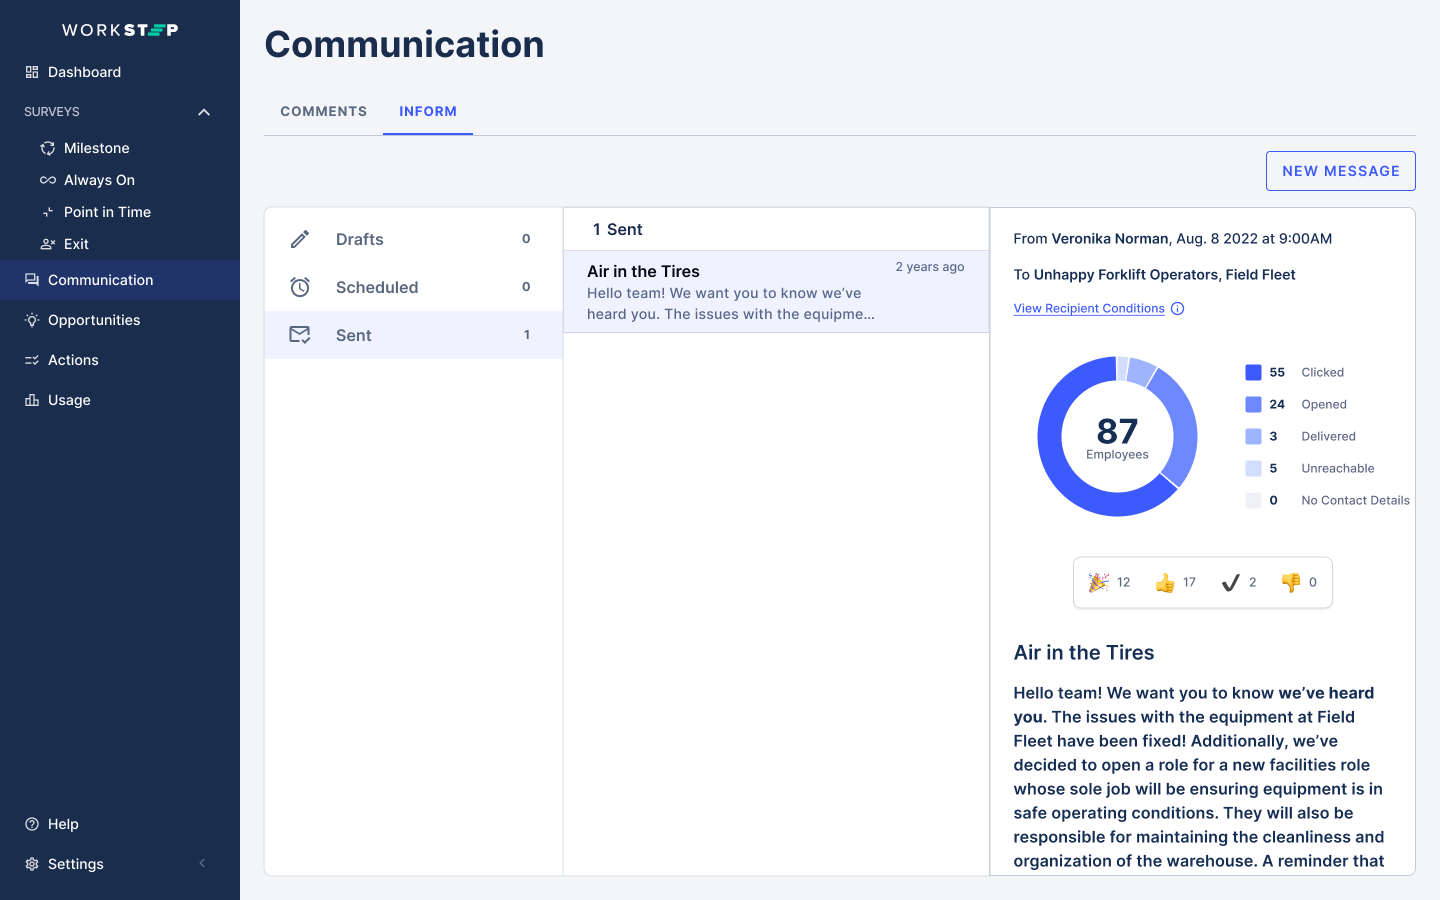 WORKSTEP
Dashboard
SURVEYS
Milestone
Always On
Point in Time
Exit
Communication
Opportunities
Actions
Usage
Help
Settings
Communication
COMMENTS INFORM
NEW MESSAGE
Drafts 0
Scheduled 0
Sent 1
1 Sent
Air in the Tires 2 years ago
Hello team! We want you to know we’ve
heard you. The issues with the equipme...
From Veronika Norman, Aug. 8 2022 at 9:00AM
To Unhappy Forklift Operators, Field Fleet
View Recipient Conditions
87
Employees
55 Clicked
24 Opened
3 Delivered
5 Unreachable
0 No Contact Details
12 17 2 0
Air in the Tires
Hello team! We want you to know we’ve heard
you. The issues with the equipment at Field
Fleet have been fixed! Additionally, we’ve
decided to open a role for a new facilities role
whose sole job will be ensuring equipment is in
safe operating conditions. They will also be
responsible for maintaining the cleanliness and
organization of the warehouse. A reminder that